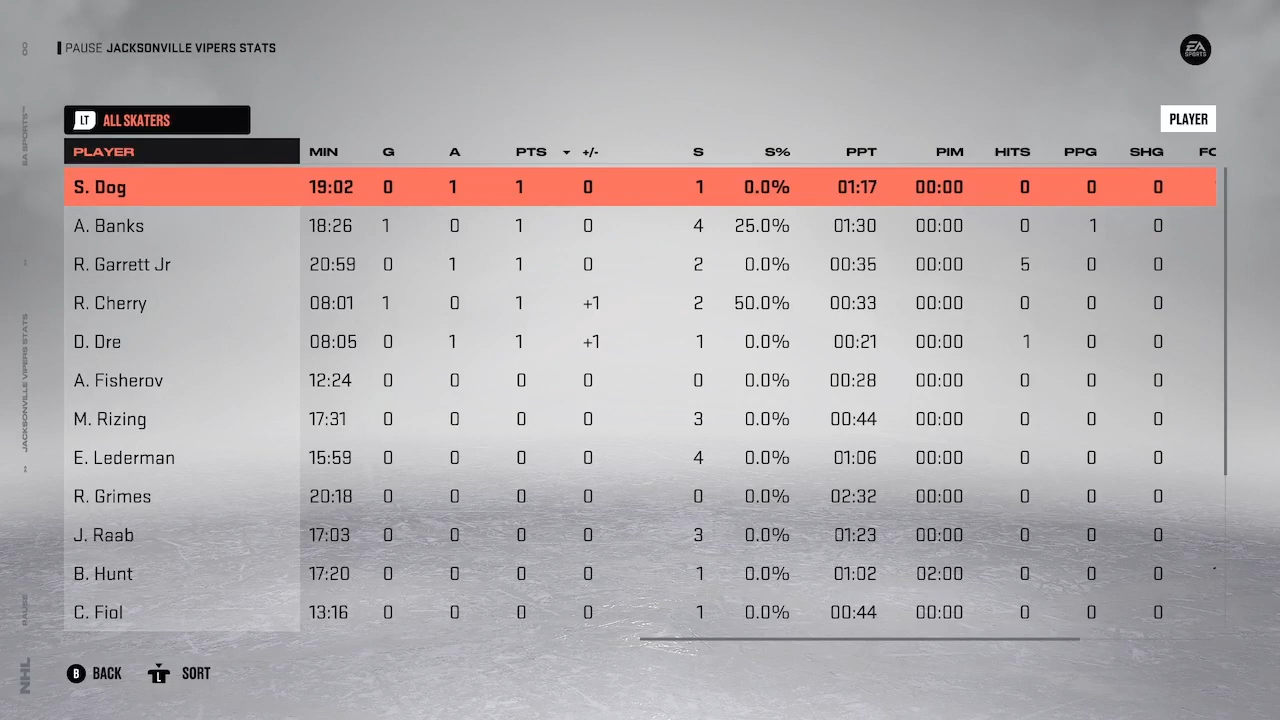 PAUSE JACKSONVILLE VIPERS STATS
EA SPORTS
LT ALL SKATERS
PLAYER
PLAYER MIN G A PTS +/- S S% PPT PIM HITS PPG SHG
S. Dog 19:02 0 1 1 0 1 0.0% 01:17 00:00 0 0 0
A. Banks 18:26 1 0 1 0 4 25.0% 01:30 00:00 0 1 0
R. Garrett Jr 20:59 0 1 1 0 2 0.0% 00:35 00:00 5 0 0
R. Cherry 08:01 1 0 1 +1 2 50.0% 00:33 00:00 0 0 0
D. Dre 08:05 0 1 1 +1 1 0.0% 00:21 00:00 1 0 0
A. Fisherov 12:24 0 0 0 0 0 0.0% 00:28 00:00 0 0 0
M. Rizing 17:31 0 0 0 0 3 0.0% 00:44 00:00 0 0 0
E. Lederman 15:59 0 0 0 0 4 0.0% 01:06 00:00 0 0 0
R. Grimes 20:18 0 0 0 0 0 0.0% 02:32 00:00 0 0 0
J. Raab 17:03 0 0 0 0 3 0.0% 01:23 00:00 0 0 0
B. Hunt 17:20 0 0 0 0 1 0.0% 01:02 02:00 0 0 0
C. Fiol 13:16 0 0 0 0 1 0.0% 00:44 00:00 0 0 0
B BACK L SORT
NHL PAUSE JACKSONVILLE VIPERS STATS EA SPORTS™